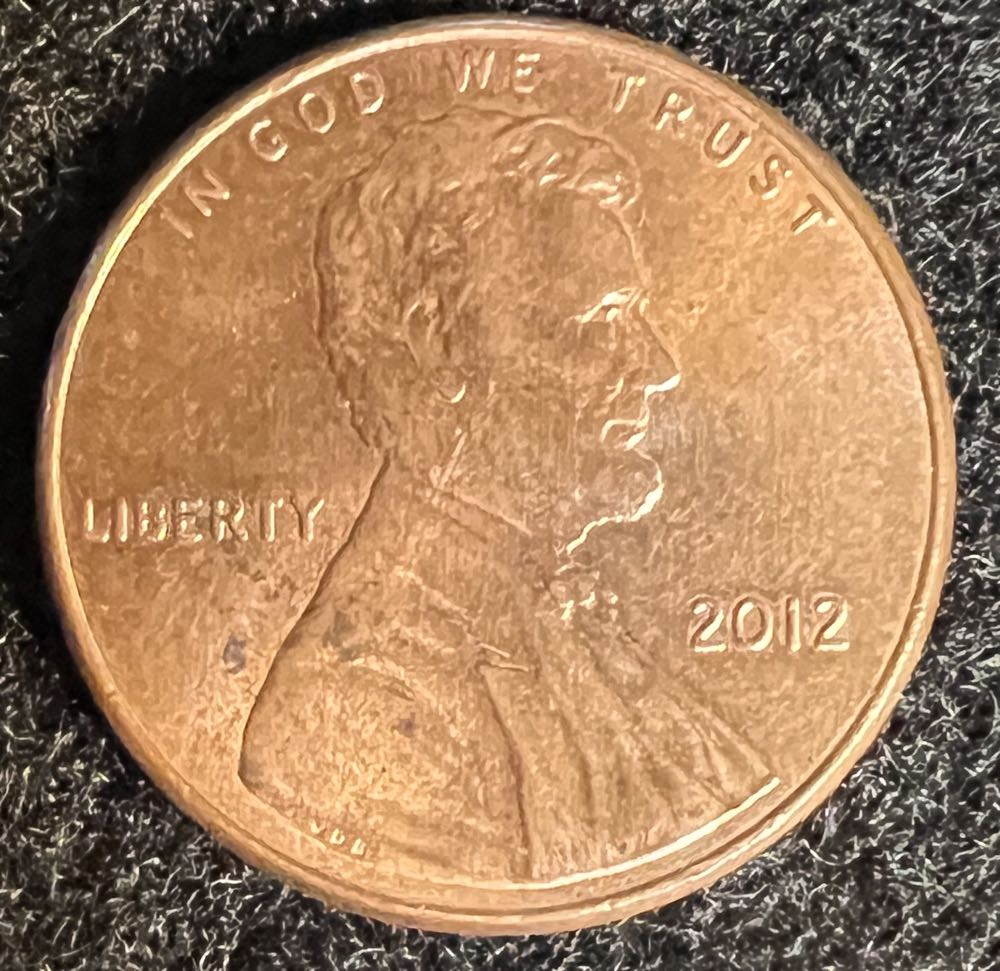 IN GOD WE TRUST
LIBERTY
2012
VDB